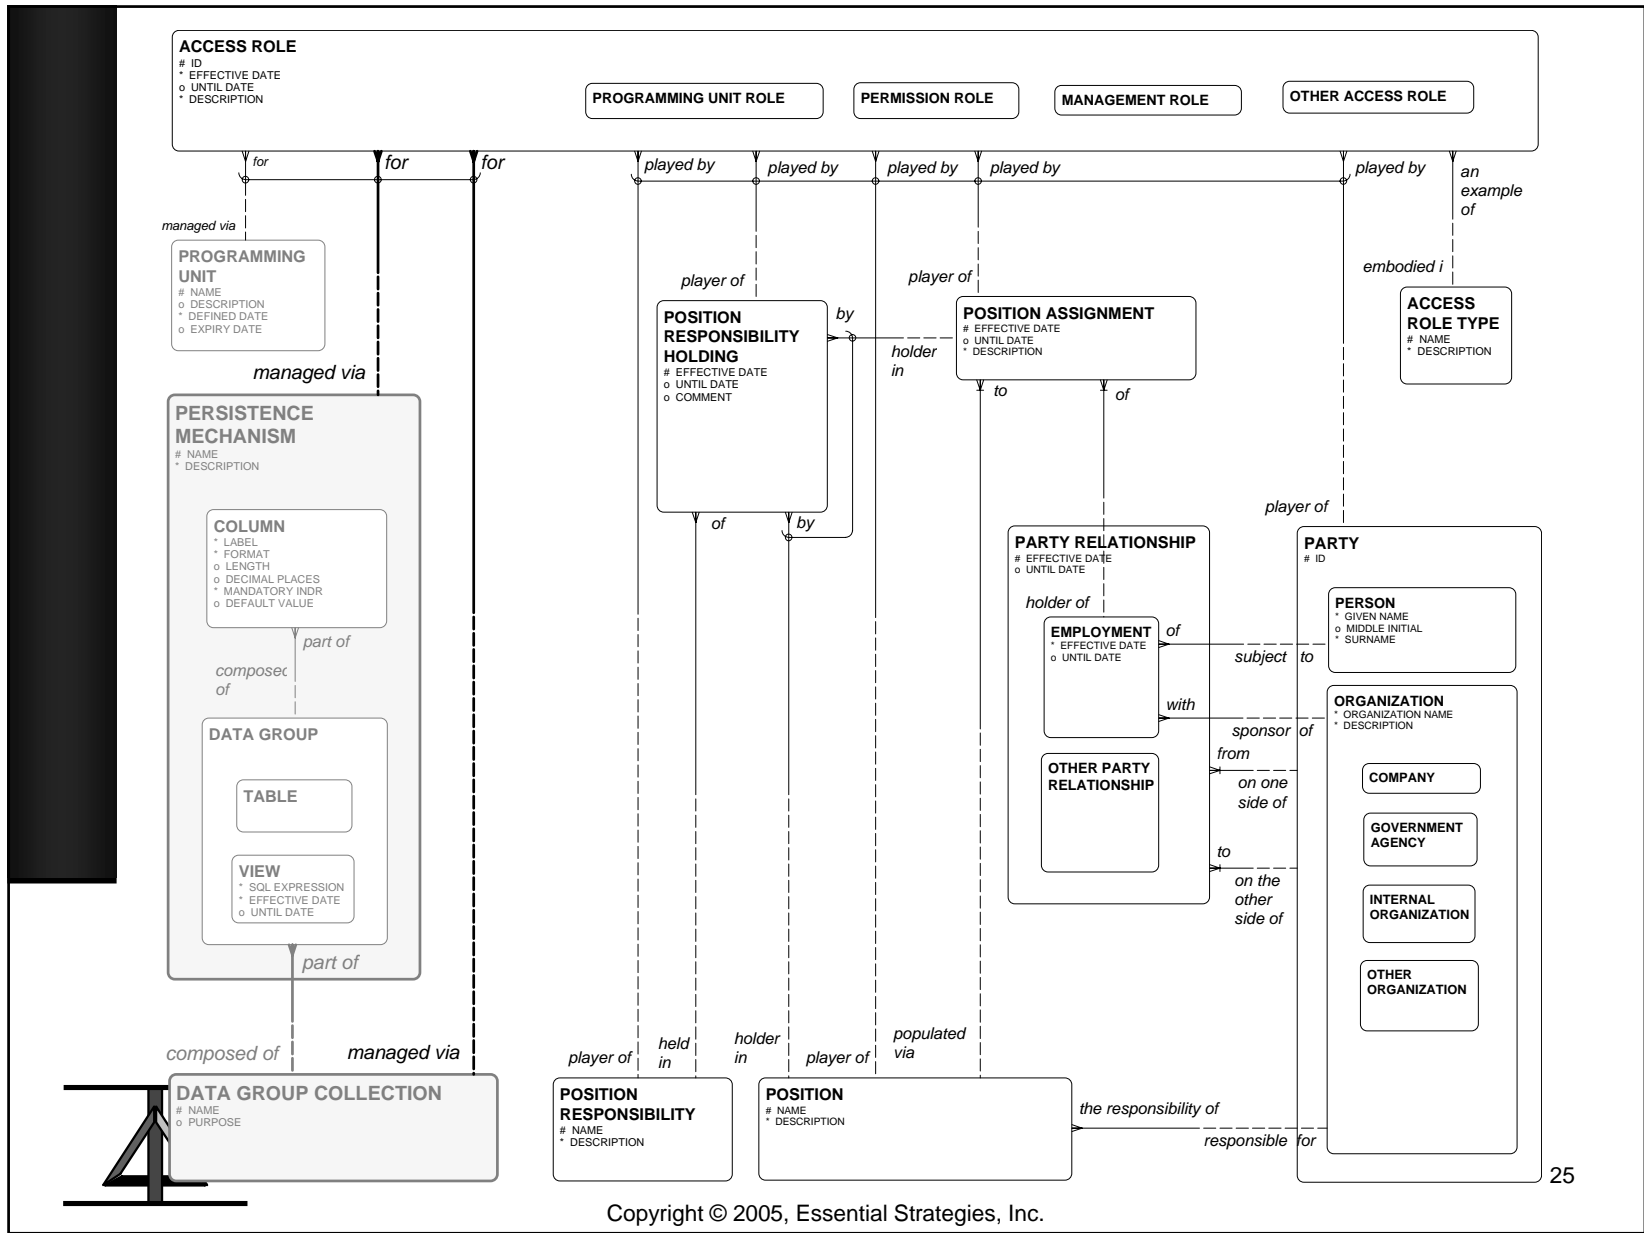 ACCESS ROLE
# ID
* EFFECTIVE DATE
o UNTIL DATE
* DESCRIPTION
PROGRAMMING UNIT ROLE
PERMISSION ROLE
MANAGEMENT ROLE
OTHER ACCESS ROLE
for
for
for
played by
played by
played by
played by
played by
an
example
of
managed via
PROGRAMMING
UNIT
# NAME
o DESCRIPTION
* DEFINED DATE
o EXPIRY DATE
managed via
player of
player of
embodied i
POSITION
RESPONSIBILITY
HOLDING
# EFFECTIVE DATE
o UNTIL DATE
o COMMENT
by
holder
in
POSITION ASSIGNMENT
# EFFECTIVE DATE
o UNTIL DATE
* DESCRIPTION
ACCESS
ROLE TYPE
# NAME
* DESCRIPTION
to
of
PERSISTENCE
MECHANISM
# NAME
* DESCRIPTION
COLUMN
* LABEL
* FORMAT
o LENGTH
o DECIMAL PLACES
* MANDATORY INDR
o DEFAULT VALUE
part of
composed
of
DATA GROUP
TABLE
VIEW
* SQL EXPRESSION
* EFFECTIVE DATE
o UNTIL DATE
part of
of
by
player of
PARTY RELATIONSHIP
# EFFECTIVE DATE
o UNTIL DATE
holder of
EMPLOYMENT
* EFFECTIVE DATE
o UNTIL DATE
of
subject to
with
sponsor of
OTHER PARTY
RELATIONSHIP
from
on one
side of
to
on the
other
side of
PARTY
# ID
PERSON
* GIVEN NAME
o MIDDLE INITIAL
* SURNAME
ORGANIZATION
* ORGANIZATION NAME
* DESCRIPTION
COMPANY
GOVERNMENT
AGENCY
INTERNAL
ORGANIZATION
OTHER
ORGANIZATION
composed of
managed via
player of
held
in
holder
in
player of
populated
via
DATA GROUP COLLECTION
# NAME
o PURPOSE
POSITION
RESPONSIBILITY
# NAME
* DESCRIPTION
POSITION
# NAME
* DESCRIPTION
the responsibility of
responsible for
25
Copyright © 2005, Essential Strategies, Inc.